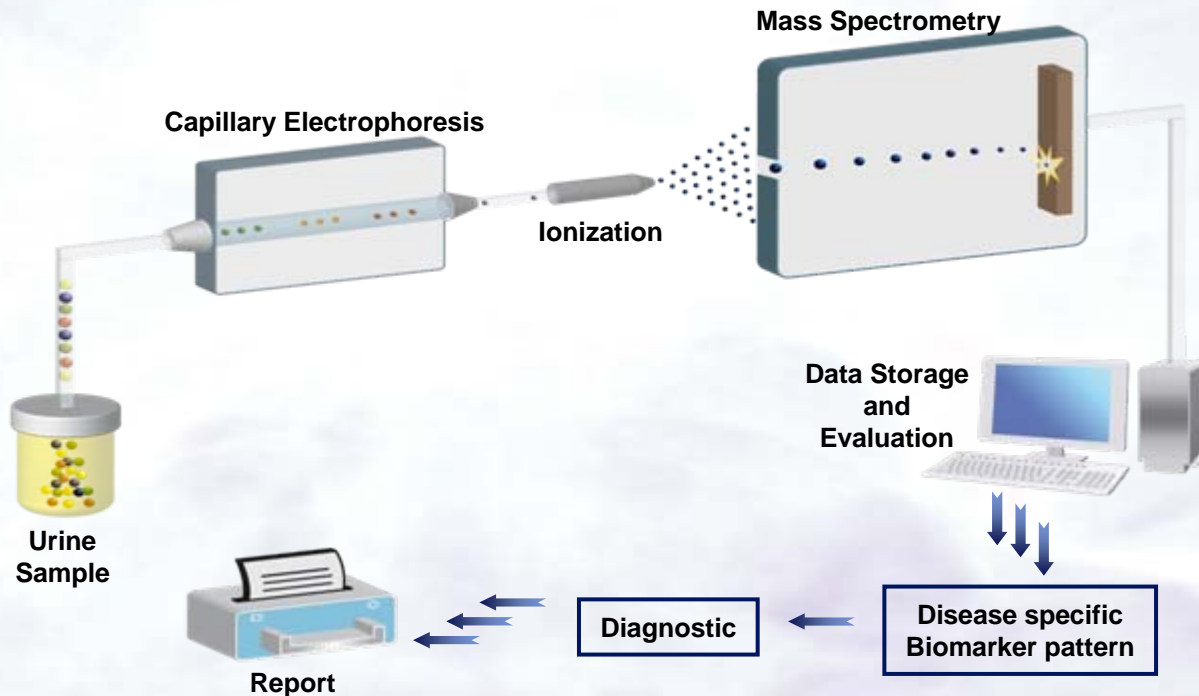 Mass Spectrometry
Capillary Electrophoresis
Ionization
Data Storage
and
Evaluation
Urine
Sample
Disease specific
Biomarker pattern
Diagnostic
Report